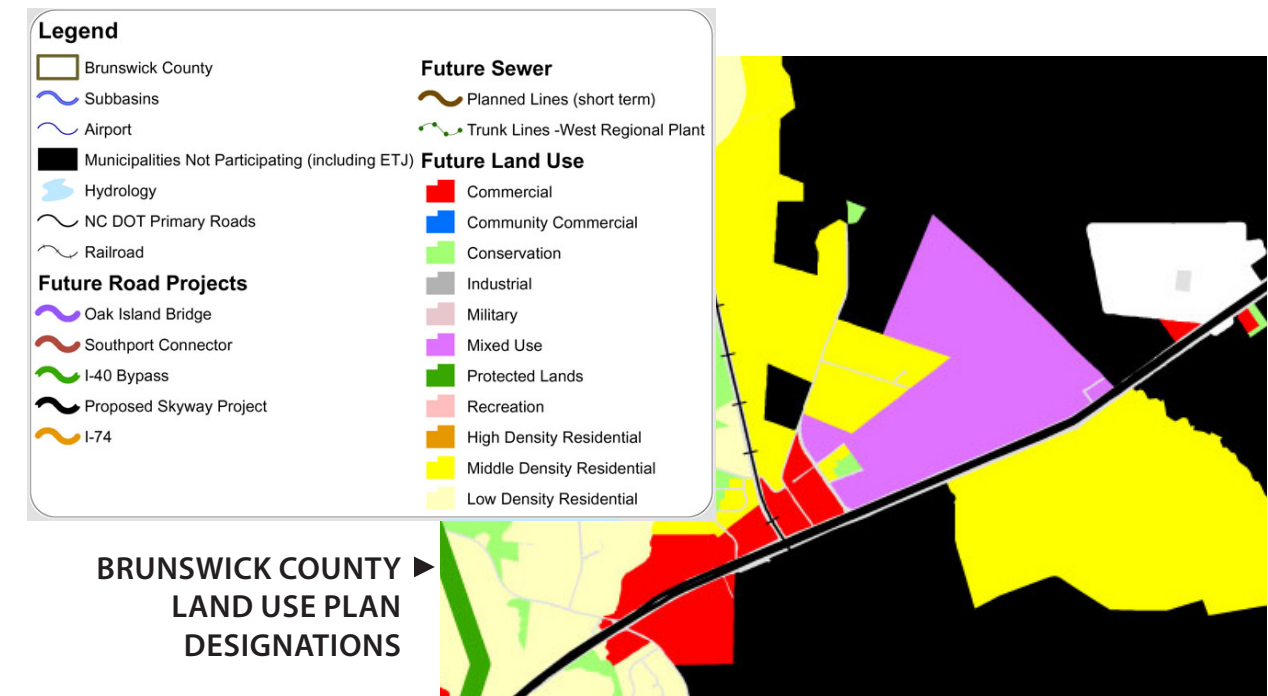 Legend
Brunswick County
Subbasins
Airport
Municipalities Not Participating (including ETJ)
Hydrology
NC DOT Primary Roads
Railroad
Future Road Projects
Oak Island Bridge
Southport Connector
I-40 Bypass
Proposed Skyway Project
I-74
Future Sewer
Planned Lines (short term)
Trunk Lines -West Regional Plant
Future Land Use
Commercial
Community Commercial
Conservation
Industrial
Military
Mixed Use
Protected Lands
Recreation
High Density Residential
Middle Density Residential
Low Density Residential
BRUNSWICK COUNTY
LAND USE PLAN
DESIGNATIONS